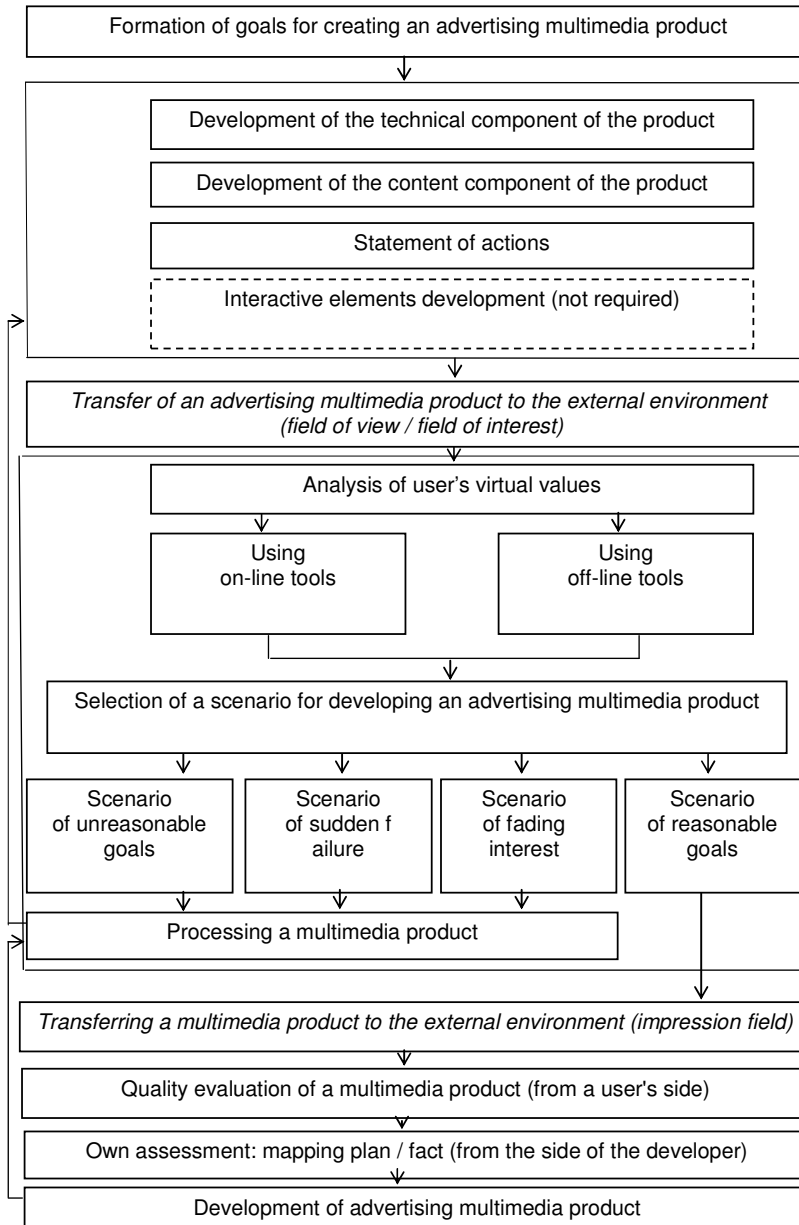 Formation of goals for creating an advertising multimedia product
Development of the technical component of the product
Development of the content component of the product
Statement of actions
Interactive elements development (not required)
Transfer of an advertising multimedia product to the external environment
(field of view / field of interest)
Analysis of user's virtual values
Using
on-line tools
Using
off-line tools
Selection of a scenario for developing an advertising multimedia product
Scenario
of unreasonable
goals
Scenario
of sudden f
ailure
Scenario
of fading
interest
Scenario
of reasonable
goals
Processing a multimedia product
Transferring a multimedia product to the external environment (impression field)
Quality evaluation of a multimedia product (from a user's side)
Own assessment: mapping plan / fact (from the side of the developer)
Development of advertising multimedia product